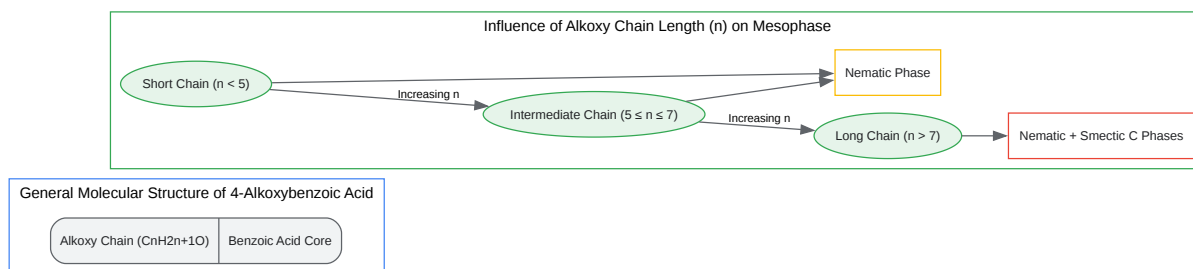 Influence of Alkoxy Chain Length (n) on Mesophase
Short Chain (n < 5)
Nematic Phase
Increasing n
Intermediate Chain (5 ≤ n ≤ 7)
Increasing n
Long Chain (n > 7)
Nematic + Smectic C Phases
General Molecular Structure of 4-Alkoxybenzoic Acid
Alkoxy Chain (CnH2n+1O)
Benzoic Acid Core